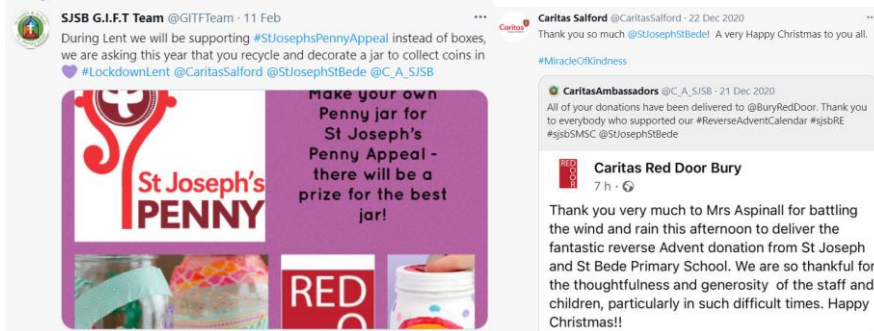 SJSB G.I.F.T Team @GITFTeam · 11 Feb
During Lent we will be supporting #StJosephsPennyAppeal instead of boxes,
we are asking this year that you recycle and decorate a jar to collect coins in
💜 #LockdownLent @CaritasSalford @StJosephStBede @C_A_SJSB
Make your own
Penny jar for
St Joseph's
Penny Appeal -
there will be a
prize for the best
jar!
St Joseph's
PENNY
RED
Caritas
Caritas Salford @CaritasSalford · 22 Dec 2020
Thank you so much @StJosephStBede! A very Happy Christmas to you all.
#MiracleOfKindness
CaritasAmbassadors @C_A_SJSB · 21 Dec 2020
All of your donations have been delivered to @BuryRedDoor. Thank you
to everybody who supported our #ReverseAdventCalendar #sjsbRE
#sjsbSMSC @StJosephStBede
RED
DOOR
Caritas Red Door Bury
7 h ·
Thank you very much to Mrs Aspinall for battling
the wind and rain this afternoon to deliver the
fantastic reverse Advent donation from St Joseph
and St Bede Primary School. We are so thankful for
the thoughtfulness and generosity of the staff and
children, particularly in such difficult times. Happy
Christmas!!